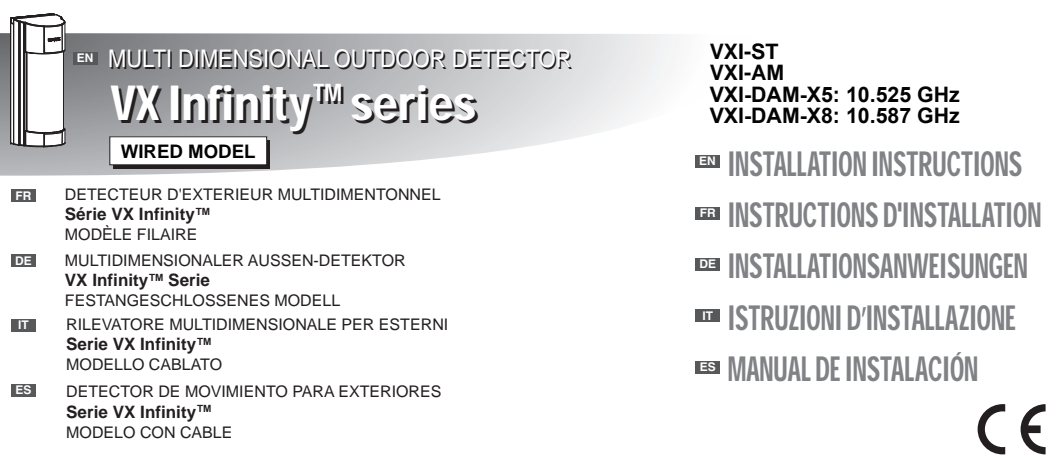 EN MULTI DIMENSIONAL OUTDOOR DETECTOR
VX Infinity™ series
WIRED MODEL
FR DETECTEUR D'EXTERIEUR MULTIDIMENTONNEL
Série VX Infinity™
MODÈLE FILAIRE
DE MULTIDIMENSIONALER AUSSEN-DETEKTOR
VX Infinity™ Serie
FESTANGESCHLOSSENES MODELL
IT RILEVATORE MULTIDIMENSIONALE PER ESTERNI
Serie VX Infinity™
MODELLO CABLATO
ES DETECTOR DE MOVIMIENTO PARA EXTERIORES
Serie VX Infinity™
MODELO CON CABLE
VXI-ST
VXI-AM
VXI-DAM-X5: 10.525 GHz
VXI-DAM-X8: 10.587 GHz
EN INSTALLATION INSTRUCTIONS
FR INSTRUCTIONS D'INSTALLATION
DE INSTALLATIONSANWEISUNGEN
IT ISTRUZIONI D'INSTALLAZIONE
ES MANUAL DE INSTALACIÓN
CE